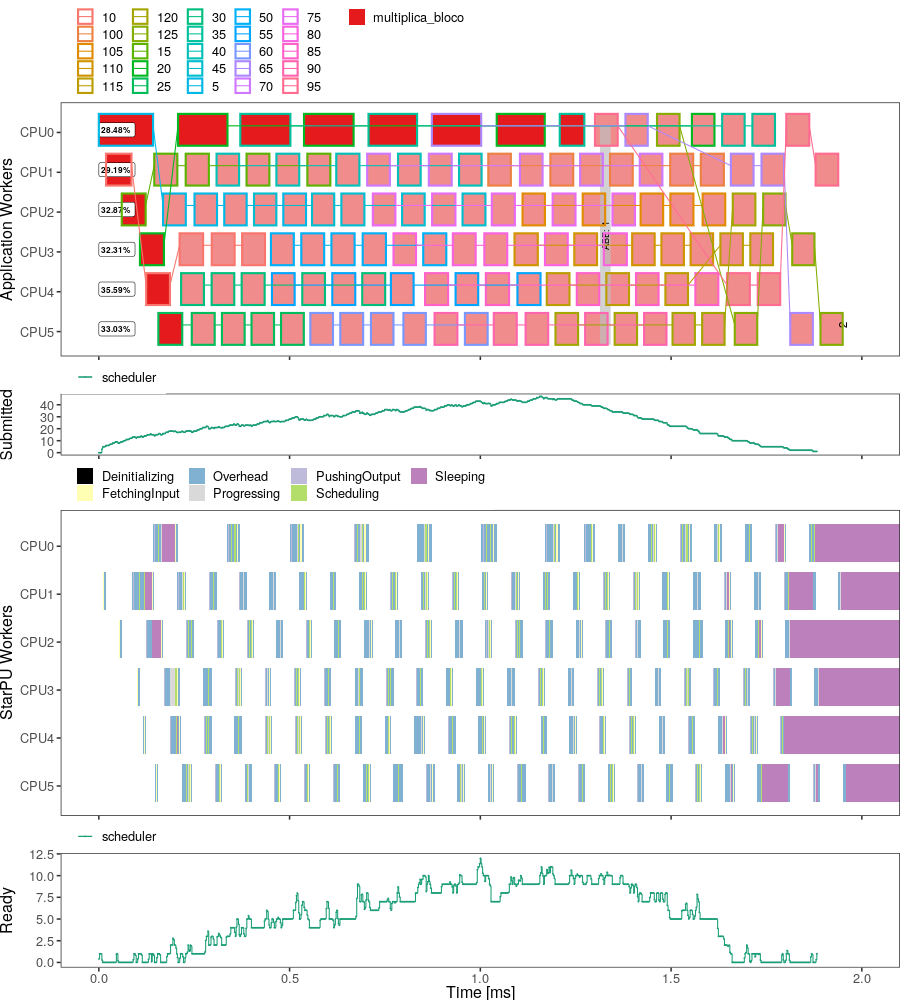 10 120 30 50 75 multiplica_bloco
100 125 35 55 80
105 15 40 60 85
110 20 45 65 90
115 25 5 70 95
Application Workers
CPU0 28.48%
CPU1 29.19%
CPU2 32.87%
CPU3 32.31%
CPU4 35.59%
CPU5 33.03%
2
scheduler
Submitted
40
30
20
10
0
Deinitializing Overhead PushingOutput Sleeping
FetchingInput Progressing Scheduling
StarPU Workers
CPU0
CPU1
CPU2
CPU3
CPU4
CPU5
scheduler
Ready
12.5
10.0
7.5
5.0
2.5
0.0
0.0 0.5 1.0 1.5 2.0
Time [ms]